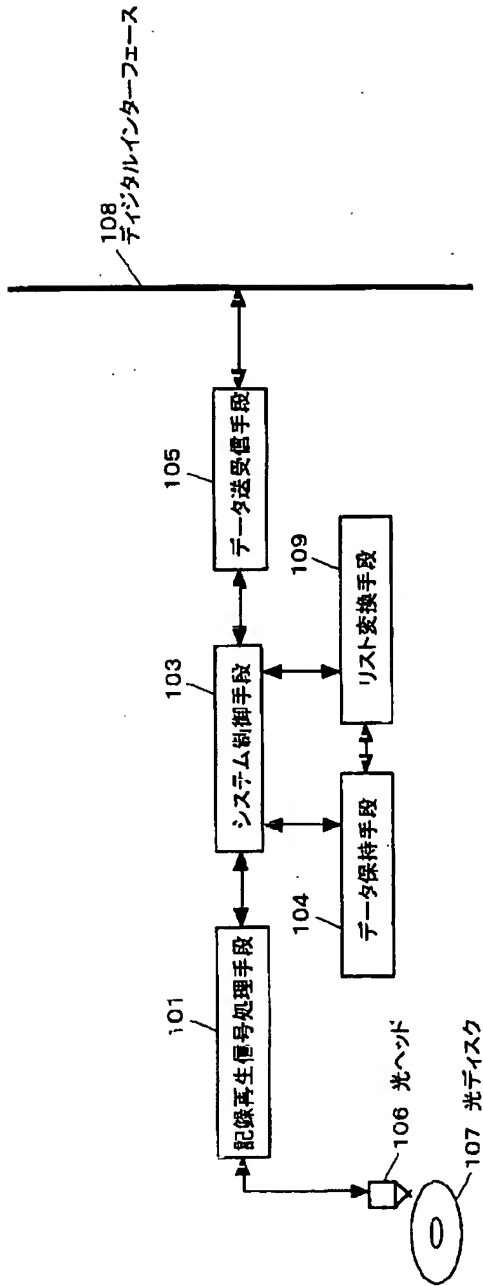 101
記録再生信号処理手段
103
システム制御手段
105
データ送受信手段
108
ディジタルインターフェース
104
データ保持手段
109
リスト変換手段
106 光ヘッド
107 光ディスク